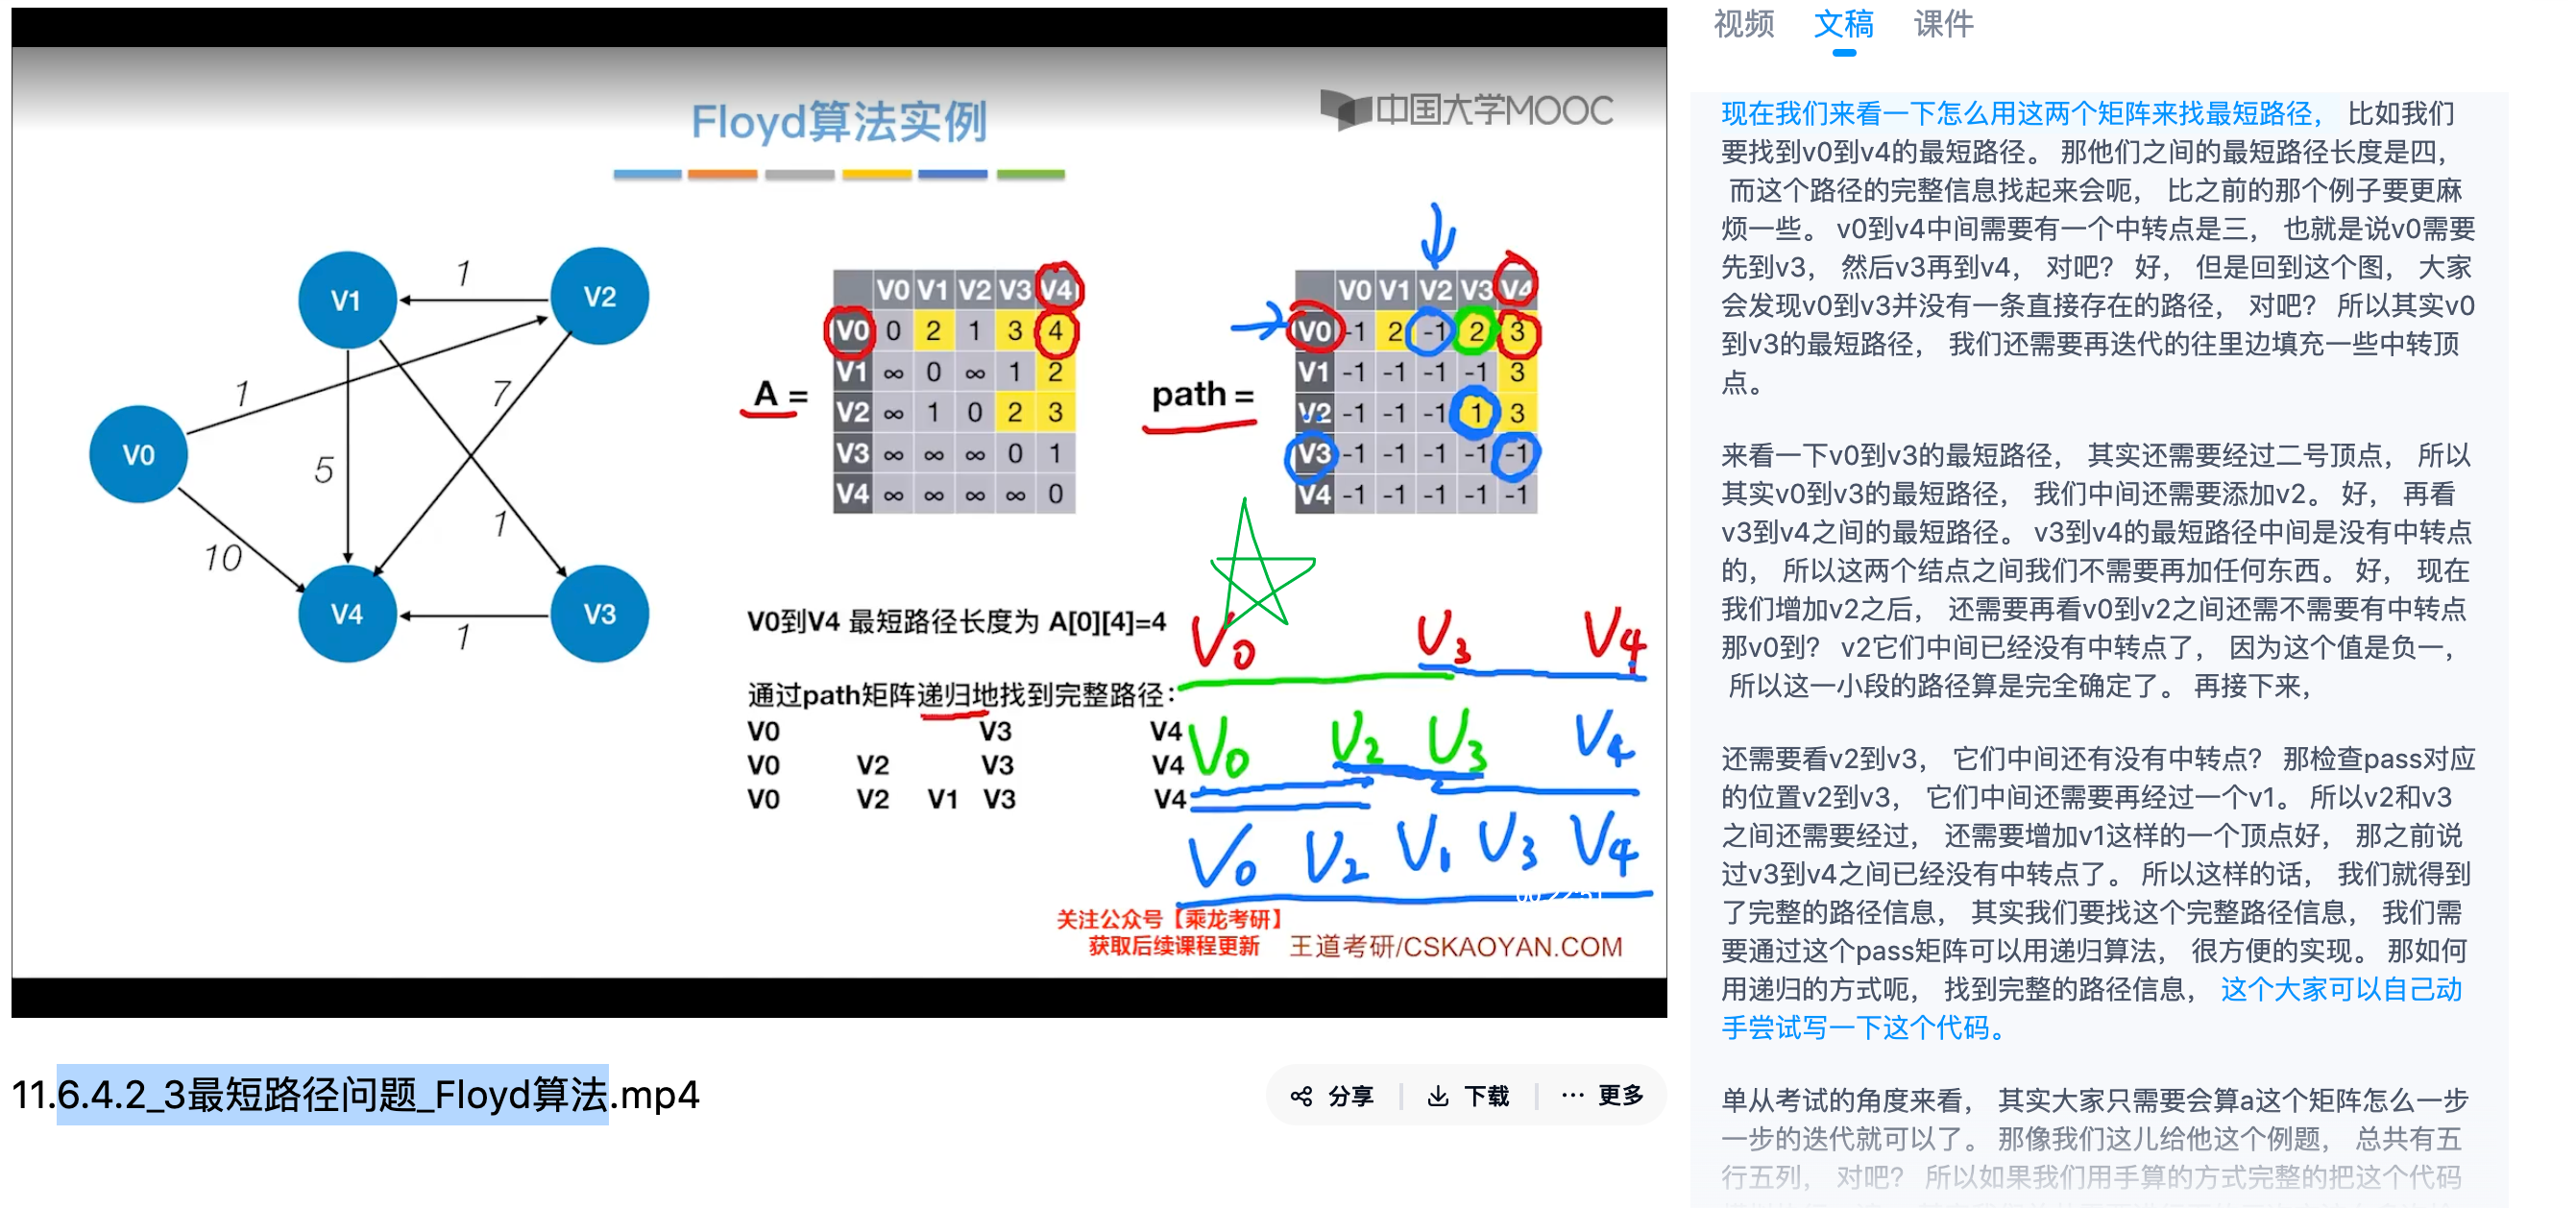 Floyd算法实例
中国大学MOOC
V1
V2
V0
V4
V3
1
1
7
5
1
10
1
A =
V0 V1 V2 V3 V4
V0 0 2 1 3 4
V1 ∞ 0 ∞ 1 2
V2 ∞ 1 0 2 3
V3 ∞ ∞ ∞ 0 1
V4 ∞ ∞ ∞ ∞ 0
path =
V0 V1 V2 V3 V4
V0 -1 2 -1 2 3
V1 -1 -1 -1 -1 3
V2 -1 -1 -1 1 3
V3 -1 -1 -1 -1 -1
V4 -1 -1 -1 -1 -1
V0到V4 最短路径长度为 A[0][4]=4
通过path矩阵递归地找到完整路径：
V0 V3 V4
V0 V2 V3 V4
V0 V2 V1 V3 V4
V0 V3 V4
V0 V2 V3 V4
V0 V2 V1 V3 V4
关注公众号【乘龙考研】
获取后续课程更新
王道考研/CSKAOYAN.COM
11.6.4.2_3最短路径问题_Floyd算法.mp4
分享 下载 ··· 更多
视频 文稿 课件
现在我们来看一下怎么用这两个矩阵来找最短路径， 比如我们
要找到v0到v4的最短路径。 那他们之间的最短路径长度是四，
而这个路径的完整信息找起来会呃， 比之前的那个例子要更麻
烦一些。 v0到v4中间需要有一个中转点是三， 也就是说v0需要
先到v3， 然后v3再到v4， 对吧？ 好， 但是回到这个图， 大家
会发现v0到v3并没有一条直接存在的路径， 对吧？ 所以其实v0
到v3的最短路径， 我们还需要再迭代的往里边填充一些中转顶
点。
来看一下v0到v3的最短路径， 其实还需要经过二号顶点， 所以
其实v0到v3的最短路径， 我们中间还需要添加v2。 好， 再看
v3到v4之间的最短路径。 v3到v4的最短路径中间是没有中转点
的， 所以这两个结点之间我们不需要再加任何东西。 好， 现在
我们增加v2之后， 还需要再看v0到v2之间还需不需要有中转点
那v0到？ v2它们中间已经没有中转点了， 因为这个值是负一，
所以这一小段的路径算是完全确定了。 再接下来，
还需要看v2到v3， 它们中间还有没有中转点？ 那检查pass对应
的位置v2到v3， 它们中间还需要再经过一个v1。 所以v2和v3
之间还需要经过， 还需要增加v1这样的一个顶点好， 那之前说
过v3到v4之间已经没有中转点了。 所以这样的话， 我们就得到
了完整的路径信息， 其实我们要找这个完整路径信息， 我们需
要通过这个pass矩阵可以用递归算法， 很方便的实现。 那如何
用递归的方式呃， 找到完整的路径信息， 这个大家可以自己动
手尝试写一下这个代码。
单从考试的角度来看， 其实大家只需要会算a这个矩阵怎么一步
一步的迭代就可以了。 那像我们这儿给他这个例题， 总共有五
行五列， 对吧？ 所以如果我们用手算的方式完整的把这个代码